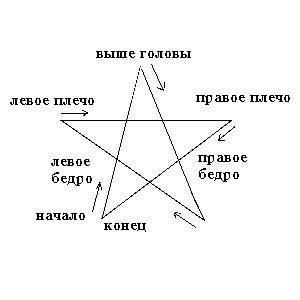 выше головы
левое плечо
правое плечо
левое
бедро
правое
бедро
начало
конец